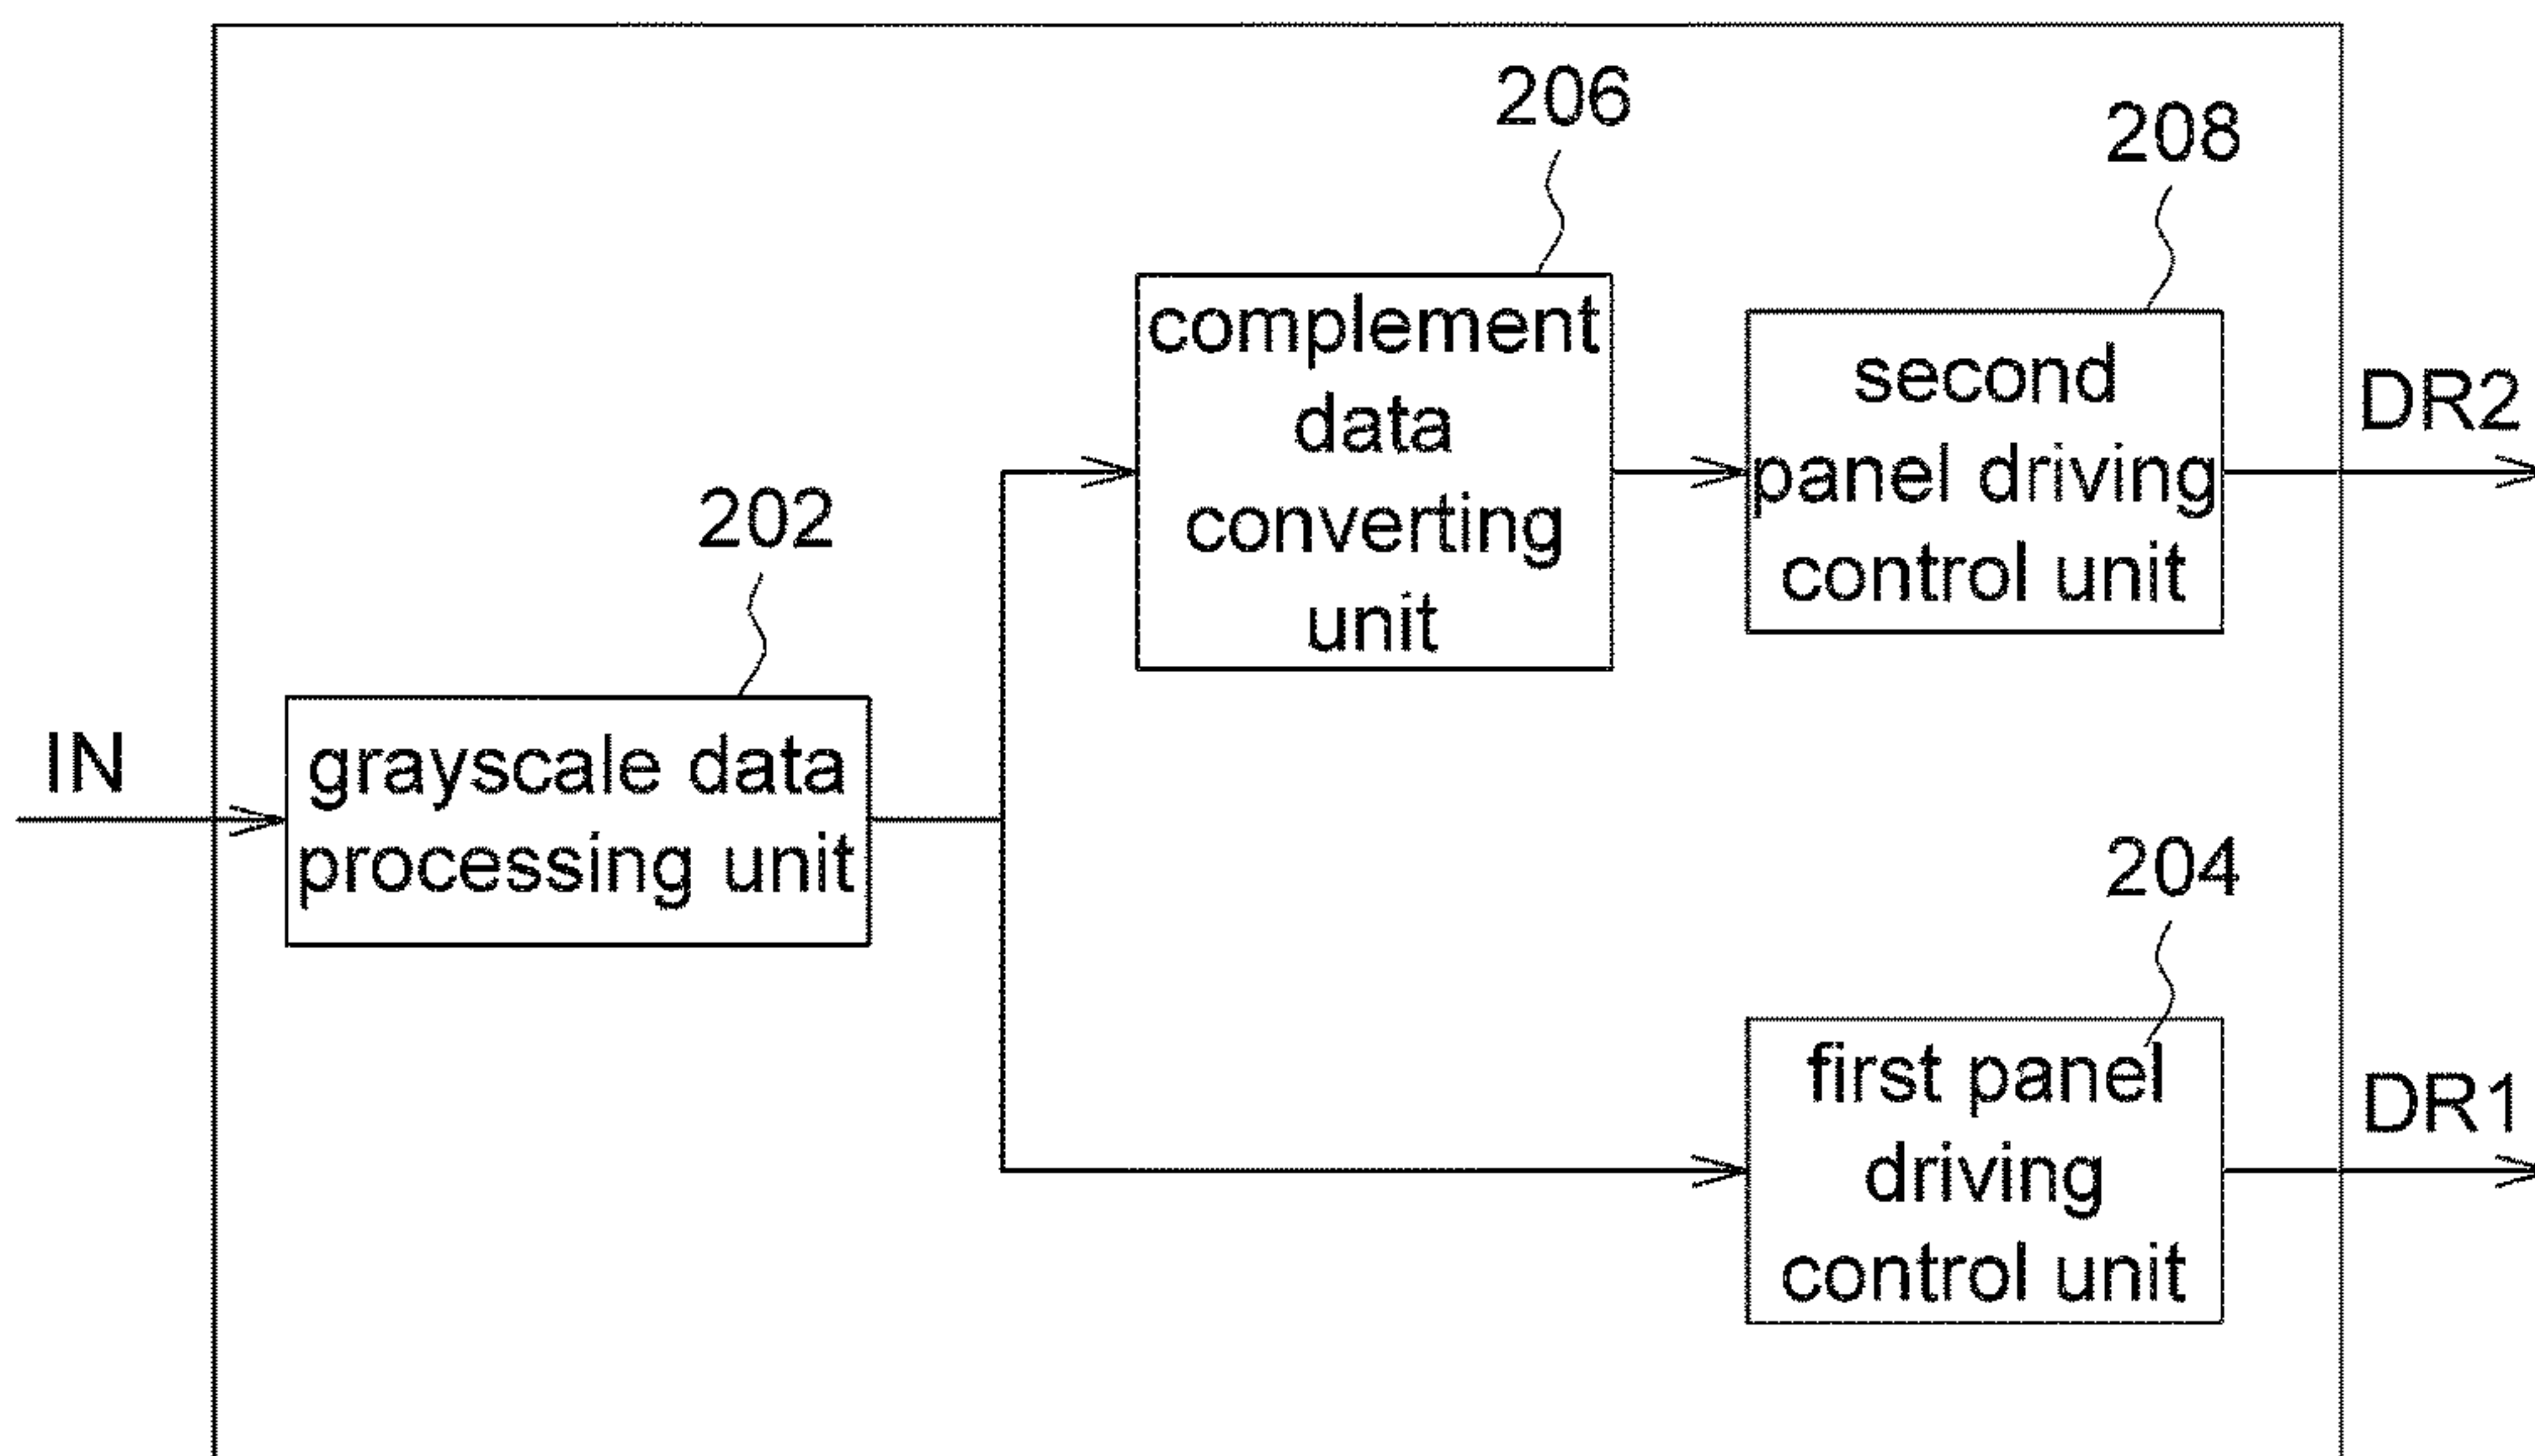 206
208
complement
data
converting
unit
second
panel driving
control unit
DR2
202
IN
grayscale data
processing unit
204
first panel
driving
control unit
DR1